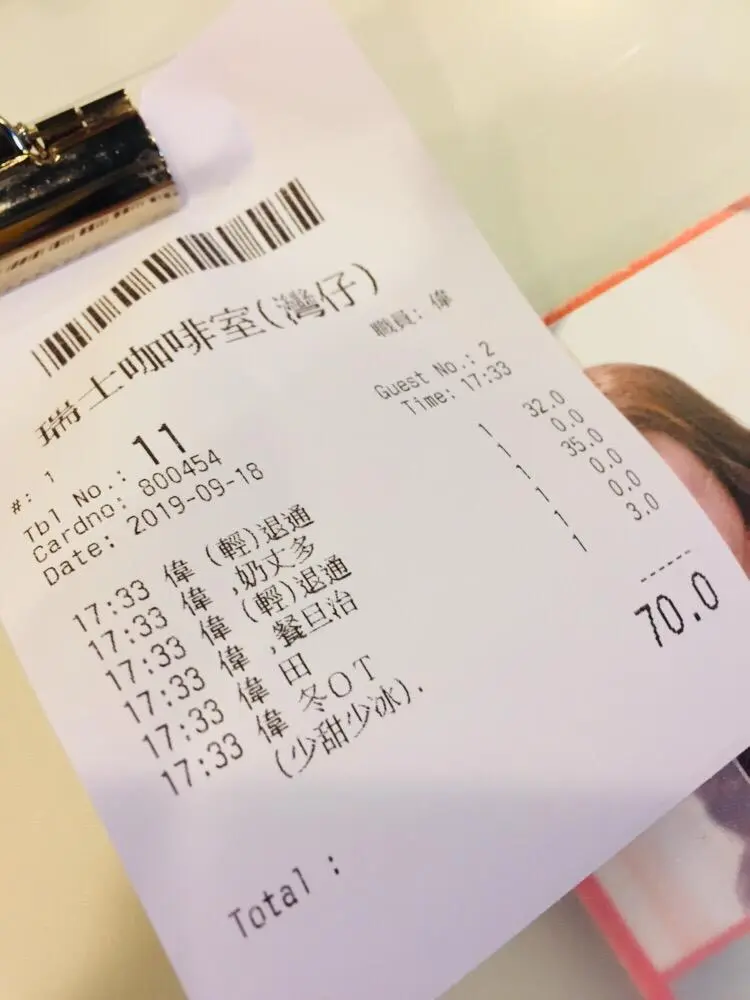 瑞士咖啡室(灣仔)
#: 1 職員: 偉
Tbl No.: 11 Guest No.: 2
Cardno: 800454 Time: 17:33
Date: 2019-09-18
17:33 偉 (輕)退通 1 32.0
17:33 偉 ,奶丈多 1 0.0
17:33 偉 (輕)退通 1 35.0
17:33 偉 ,餐旦治 1 0.0
17:33 偉 田 1 0.0
17:33 偉 冬OT 1 3.0
(少甜少冰).
------
Total : 70.0